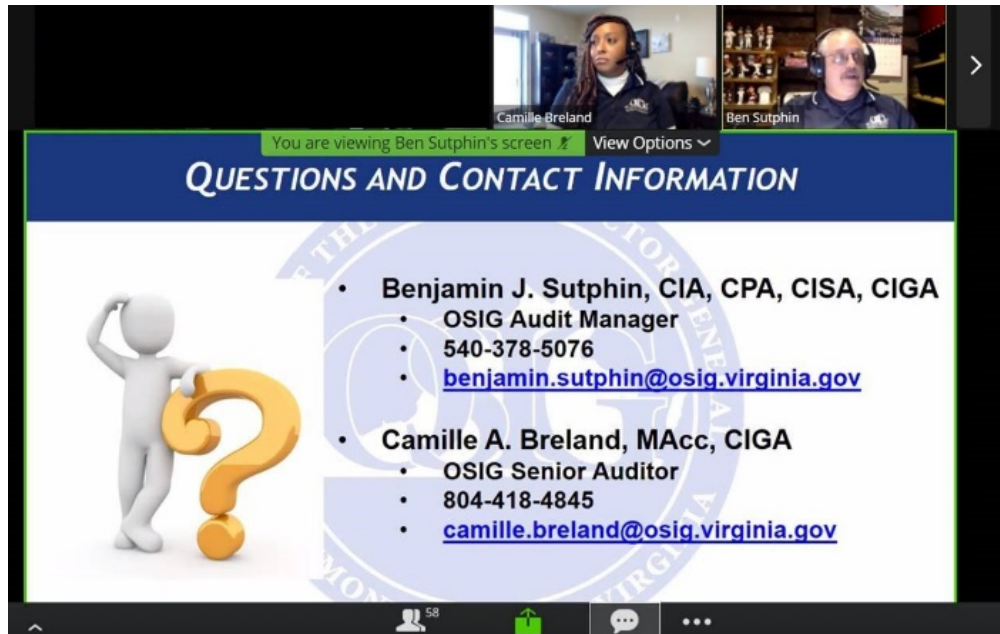 Camille Breland
Ben Sutphin
You are viewing Ben Sutphin's screen
View Options
QUESTIONS AND CONTACT INFORMATION
• Benjamin J. Sutphin, CIA, CPA, CISA, CIGA
• OSIG Audit Manager
• 540-378-5076
• benjamin.sutphin@osig.virginia.gov
• Camille A. Breland, MAcc, CIGA
• OSIG Senior Auditor
• 804-418-4845
• camille.breland@osig.virginia.gov
OSIG
VIRGINIA
58